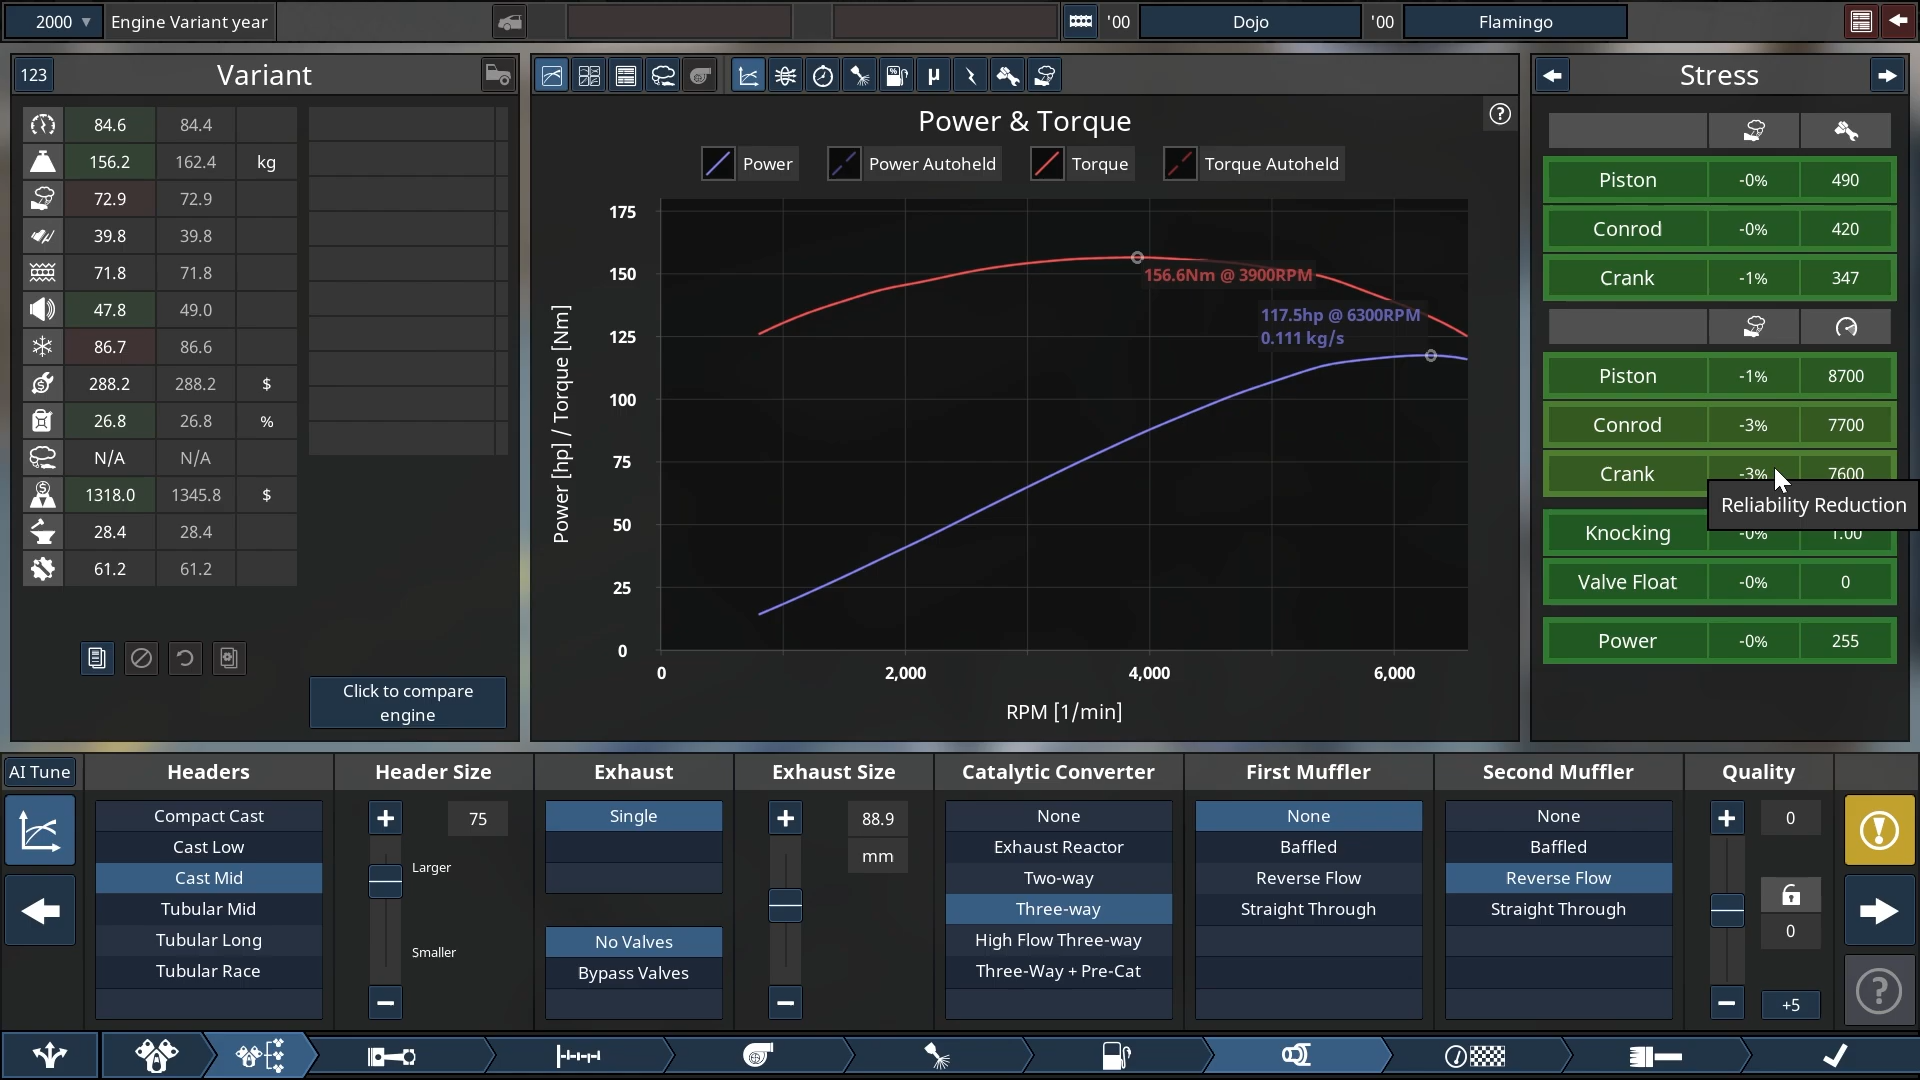 2000 ▼ Engine Variant year
'00 Dojo '00 Flamingo
123 Variant
84.6 84.4
156.2 162.4 kg
72.9 72.9
39.8 39.8
71.8 71.8
47.8 49.0
86.7 86.6
288.2 288.2 $
26.8 26.8 %
N/A N/A
1318.0 1345.8 $
28.4 28.4
61.2 61.2
Click to compare
engine
µ
Power & Torque
?
Power Power Autoheld Torque Torque Autoheld
Power [hp] / Torque [Nm]
175
150
125
100
75
50
25
0
156.6Nm @ 3900RPM
117.5hp @ 6300RPM
0.111 kg/s
0 2,000 4,000 6,000
RPM [1/min]
Stress
Piston -0% 490
Conrod -0% 420
Crank -1% 347
Piston -1% 8700
Conrod -3% 7700
Crank -3% 7600
Reliability Reduction
Knocking -0% 1.00
Valve Float -0% 0
Power -0% 255
AI Tune
Headers
Compact Cast
Cast Low
Cast Mid
Tubular Mid
Tubular Long
Tubular Race
Header Size
75
Larger
Smaller
Exhaust
Single
No Valves
Bypass Valves
Exhaust Size
88.9
mm
Catalytic Converter
None
Exhaust Reactor
Two-way
Three-way
High Flow Three-way
Three-Way + Pre-Cat
First Muffler
None
Baffled
Reverse Flow
Straight Through
Second Muffler
None
Baffled
Reverse Flow
Straight Through
Quality
0
0
+5
?